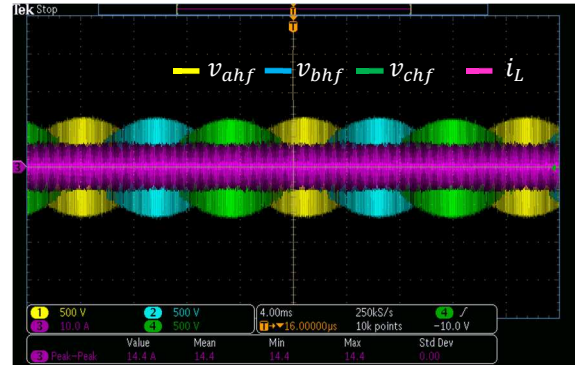 Tek Stop
T
T
v_ahf v_bhf v_chf i_L
3
1 500 V 2 500 V 4.00ms 250kS/s 4 ∫
3 10.0 A 4 500 V T→▼16.00000µs 10k points −10.0 V
Value Mean Min Max Std Dev
3 Peak-Peak 14.4 A 14.4 14.4 14.4 0.00